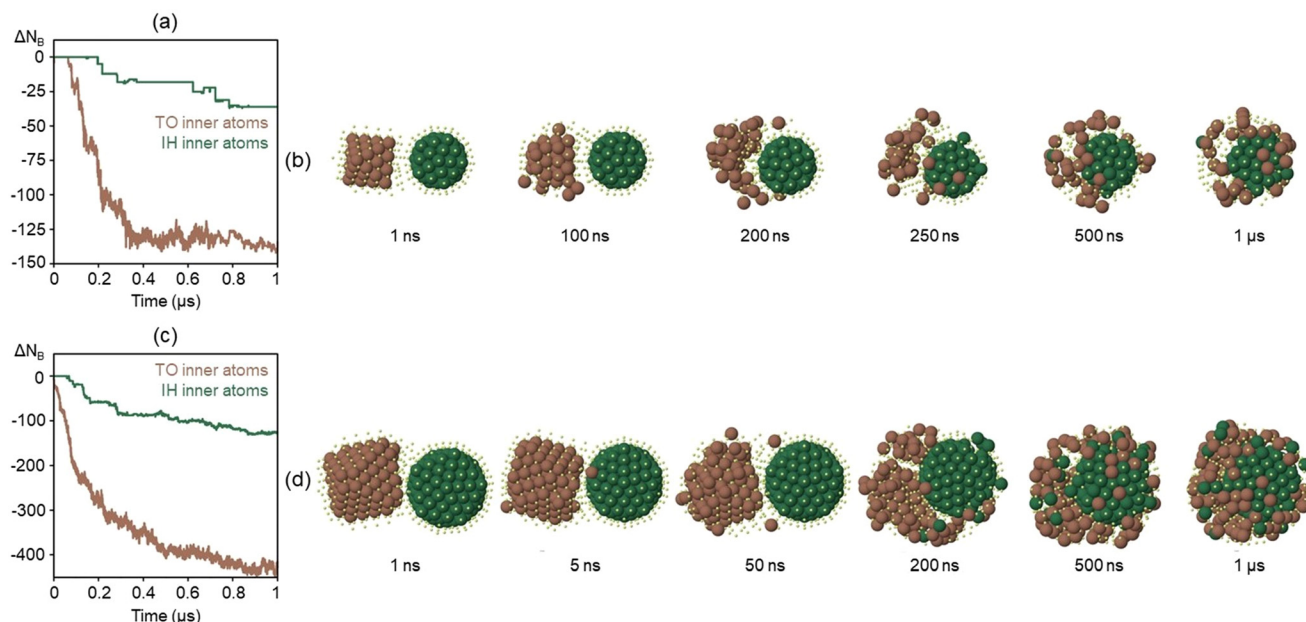 (a)
ΔN_B
0
-25
-50
-75
-100
-125
-150
TO inner atoms
IH inner atoms
0 0.2 0.4 0.6 0.8 1
Time (µs)
(b)
1 ns 100 ns 200 ns 250 ns 500 ns 1 µs
(c)
ΔN_B
0
-100
-200
-300
-400
TO inner atoms
IH inner atoms
0 0.2 0.4 0.6 0.8 1
Time (µs)
(d)
1 ns 5 ns 50 ns 200 ns 500 ns 1 µs